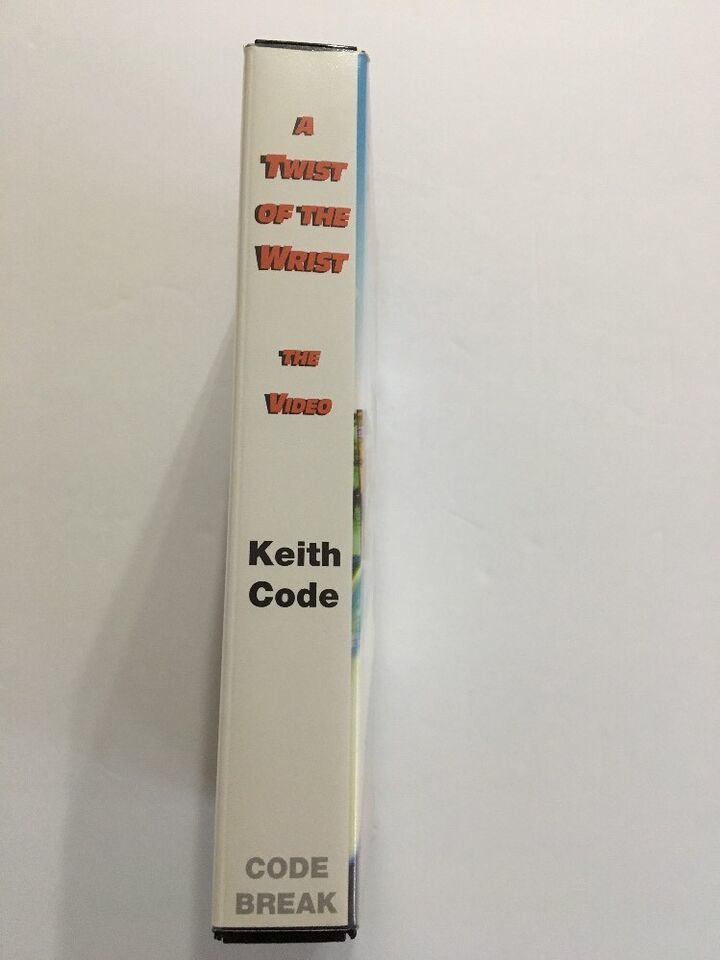 A
TWIST
OF THE
WRIST
THE
VIDEO
Keith
Code
CODE
BREAK